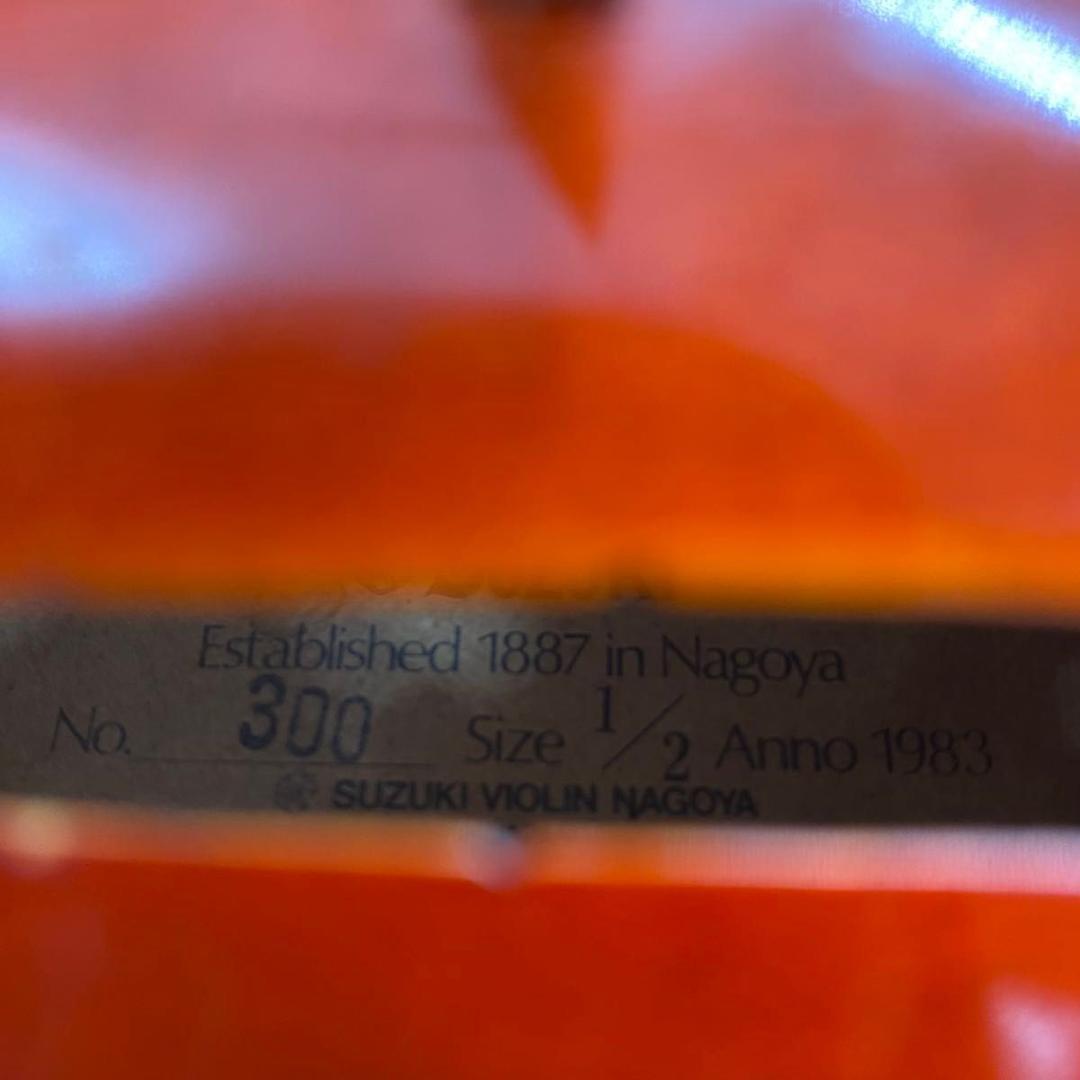 Established 1887 in Nagoya
No. 300 Size 1/2 Anno 1983
SUZUKI VIOLIN NAGOYA